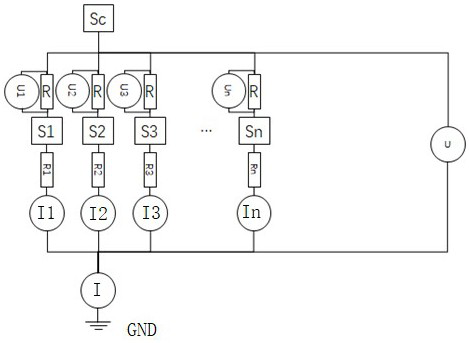 Sc
U1 R U2 R U3 R Un R U
S1 S2 S3 ... Sn
R1 R2 R3 Rn
I1 I2 I3 In
I
GND